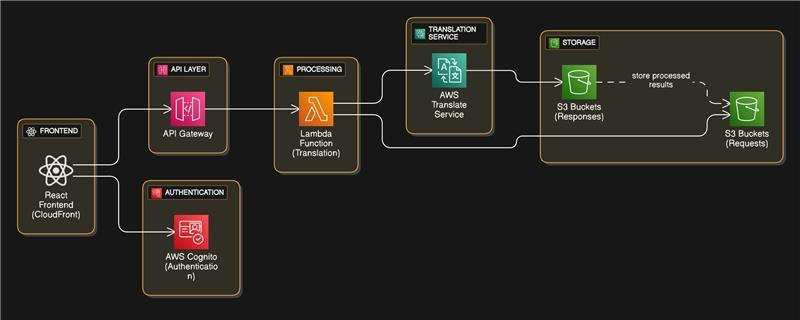 FRONTEND
React
Frontend
(CloudFront)
API LAYER
API Gateway
AUTHENTICATION
AWS Cognito
(Authenticatio
n)
PROCESSING
Lambda
Function
(Translation)
TRANSLATION
SERVICE
AWS
Translate
Service
STORAGE
S3 Buckets
(Responses)
store processed
results
S3 Buckets
(Requests)